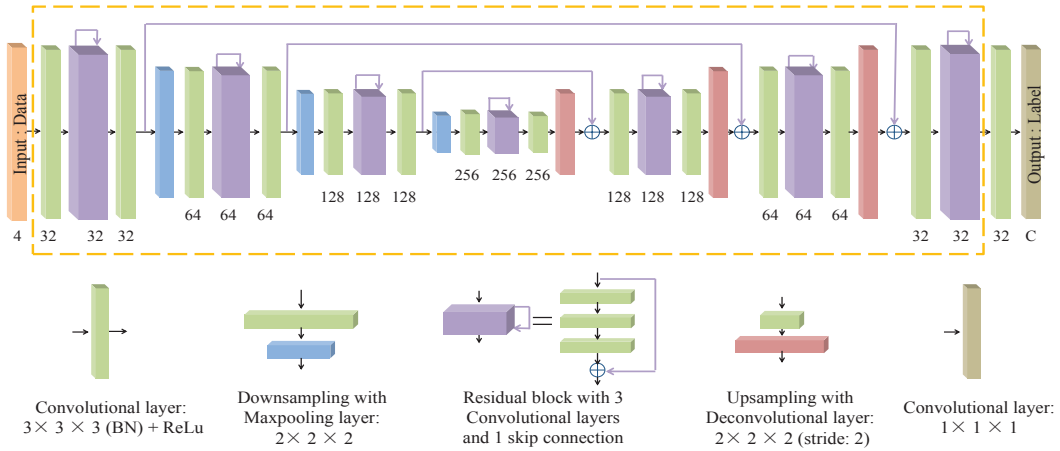 Input : Data
Output : Label
256 256 256
128 128 128
128 128 128
64 64 64
64 64 64
4 32 32 32
32 32 32 C
Convolutional layer:
3× 3 × 3 (BN) + ReLu
Downsampling with
Maxpooling layer:
2× 2 × 2
Residual block with 3
Convolutional layers
and 1 skip connection
Upsampling with
Deconvolutional layer:
2× 2 × 2 (stride: 2)
Convolutional layer:
1× 1 × 1